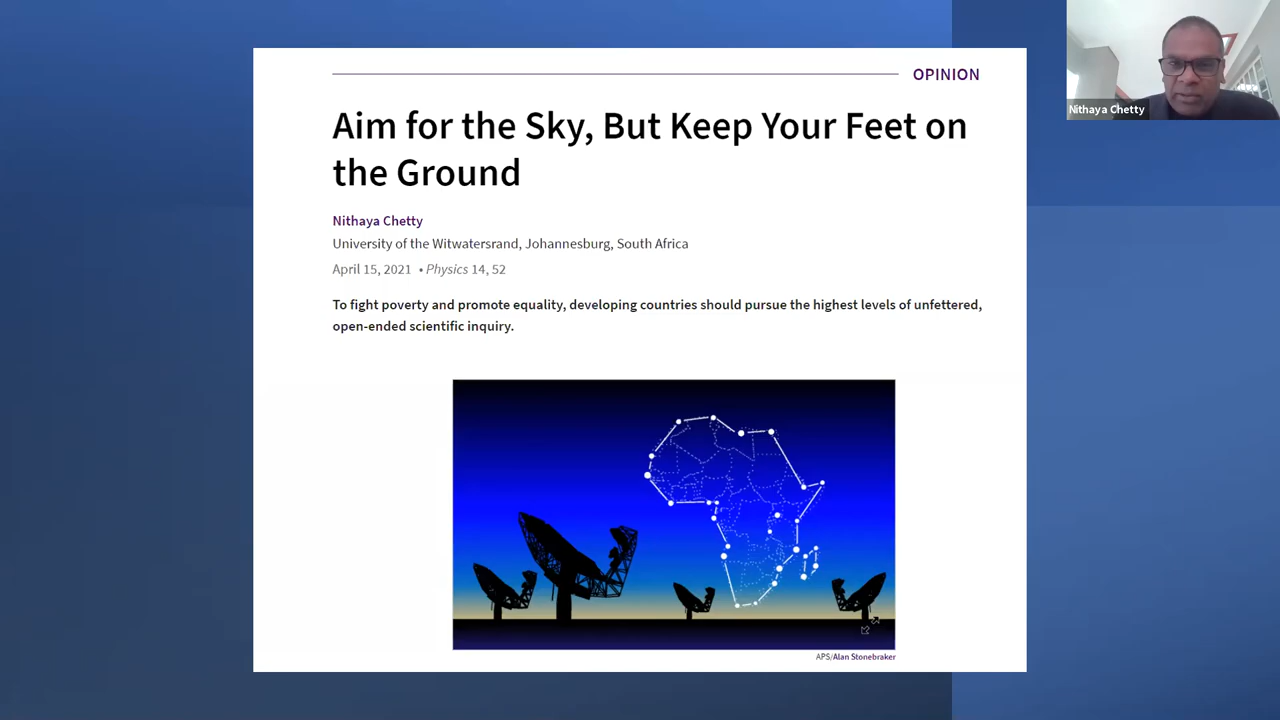 OPINION
Aim for the Sky, But Keep Your Feet on
the Ground
Nithaya Chetty
University of the Witwatersrand, Johannesburg, South Africa
April 15, 2021 • Physics 14, 52
To fight poverty and promote equality, developing countries should pursue the highest levels of unfettered,
open-ended scientific inquiry.
APS/Alan Stonebraker
Nithaya Chetty